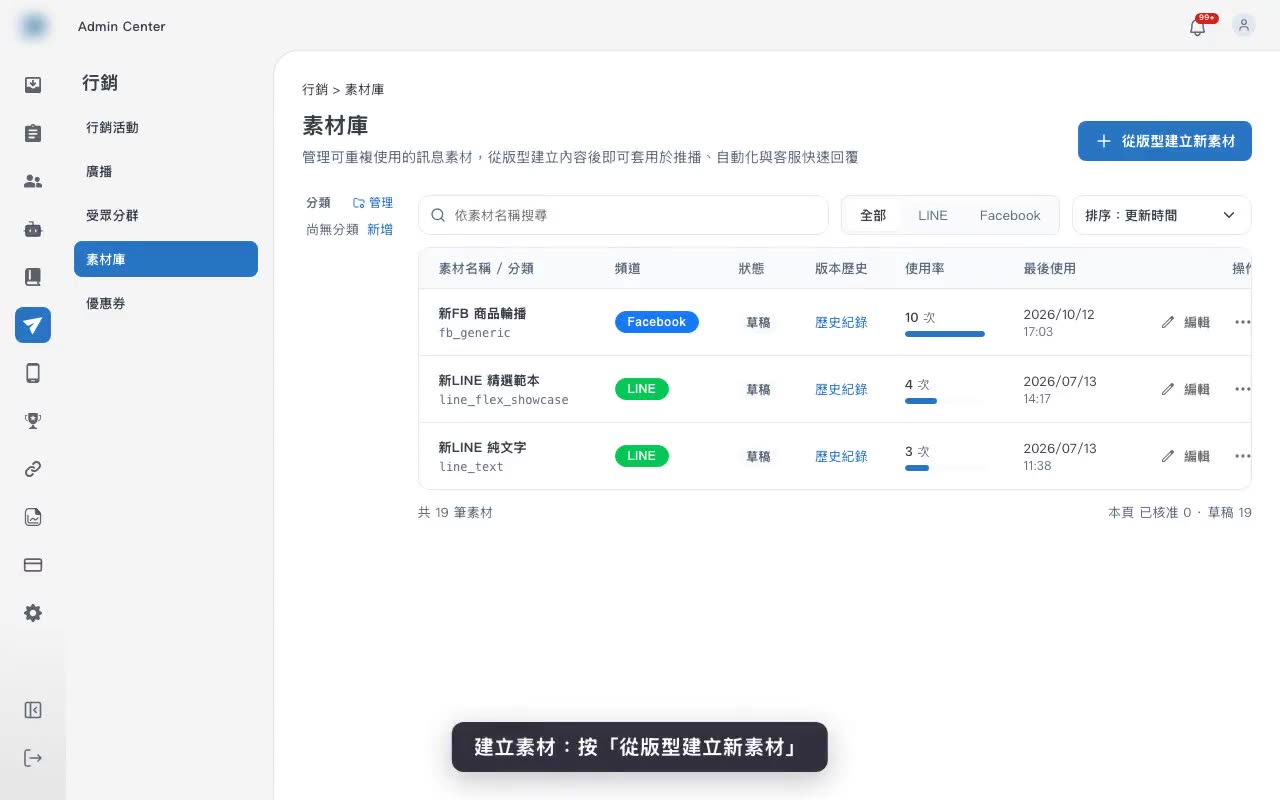 Admin Center
99+
行銷
行銷活動
廣播
受眾分群
素材庫
優惠券
行銷 > 素材庫
素材庫
管理可重複使用的訊息素材，從版型建立內容後即可套用於推播、自動化與客服快速回覆
從版型建立新素材
分類 管理
尚無分類 新增
依素材名稱搜尋
全部 LINE Facebook
排序：更新時間
素材名稱 / 分類 頻道 狀態 版本歷史 使用率 最後使用 操作
新FB 商品輪播
fb_generic
Facebook 草稿 歷史紀錄 10 次
2026/10/12
17:03
編輯
新LINE 精選範本
line_flex_showcase
LINE 草稿 歷史紀錄 4 次
2026/07/13
14:17
編輯
新LINE 純文字
line_text
LINE 草稿 歷史紀錄 3 次
2026/07/13
11:38
編輯
共 19 筆素材
本頁 已核准 0 · 草稿 19
建立素材：按「從版型建立新素材」